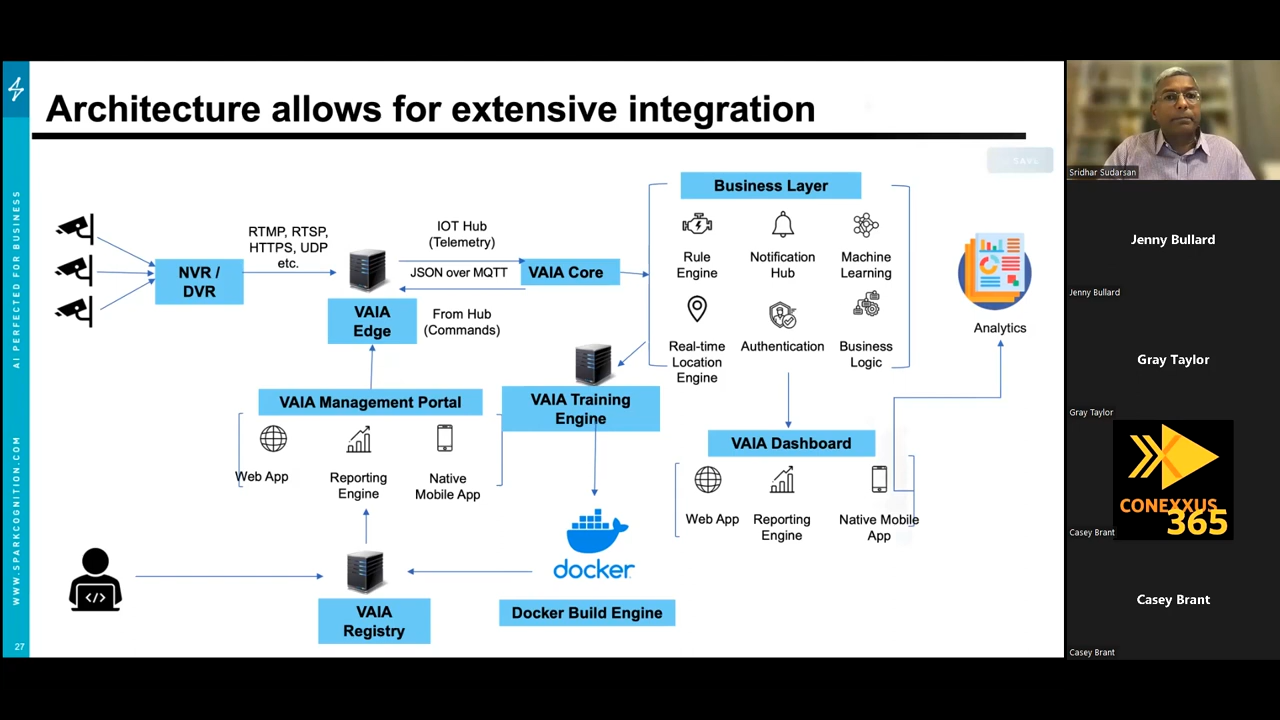 Architecture allows for extensive integration
SAVE
AI PERFECTED FOR BUSINESS
WWW.SPARKCOGNITION.COM
27
NVR /
DVR
RTMP, RTSP,
HTTPS, UDP
etc.
VAIA
Edge
IOT Hub
(Telemetry)
JSON over MQTT
From Hub
(Commands)
VAIA Core
Business Layer
Rule
Engine
Notification
Hub
Machine
Learning
Real-time
Location
Engine
Authentication
Business
Logic
Analytics
VAIA Management Portal
Web App
Reporting
Engine
Native
Mobile App
VAIA Training
Engine
VAIA Dashboard
Web App
Reporting
Engine
Native Mobile
App
docker
Docker Build Engine
VAIA
Registry
Sridhar Sudarsan
Jenny Bullard
Jenny Bullard
Gray Taylor
Gray Taylor
CONEXXUS
365
Casey Brant
Casey Brant
Casey Brant